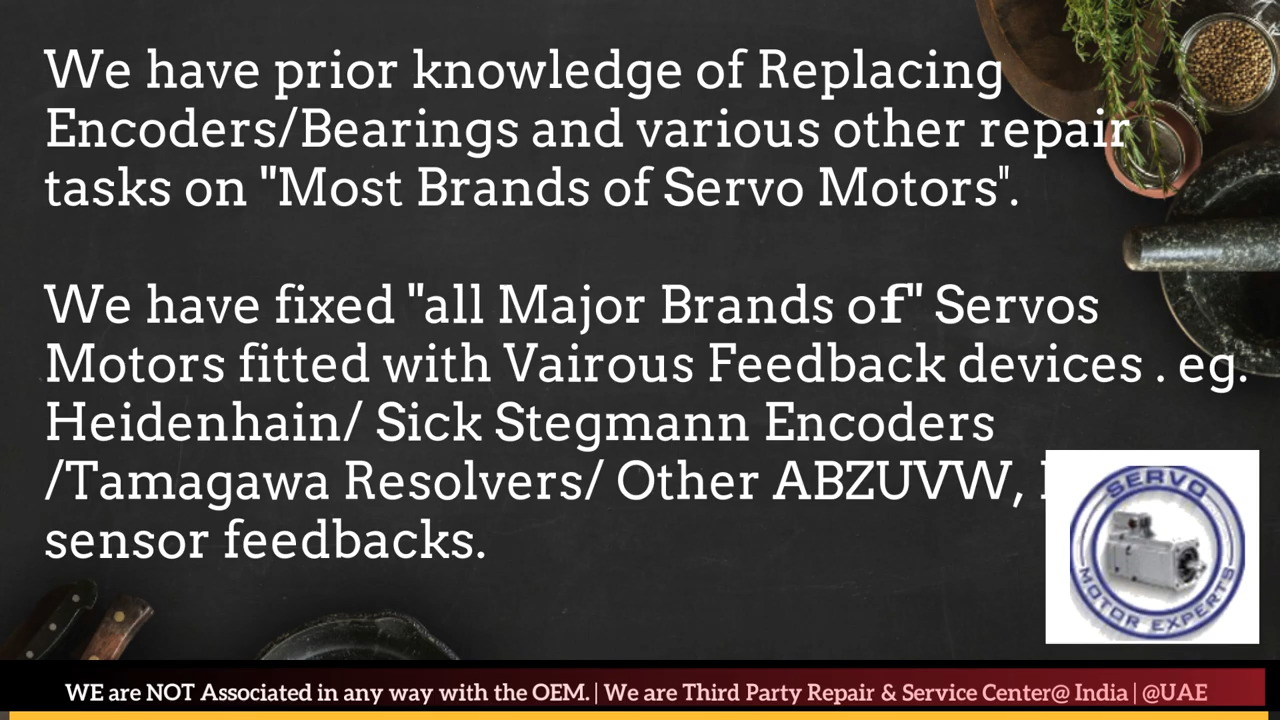 We have prior knowledge of Replacing
Encoders/Bearings and various other repair
tasks on "Most Brands of Servo Motors".
We have fixed "all Major Brands of" Servos
Motors fitted with Vairous Feedback devices . eg.
Heidenhain/ Sick Stegmann Encoders
/Tamagawa Resolvers/ Other ABZUVW,
sensor feedbacks.
SERVO
MOTOR EXPERTS
WE are NOT Associated in any way with the OEM. | We are Third Party Repair & Service Center@ India | @UAE